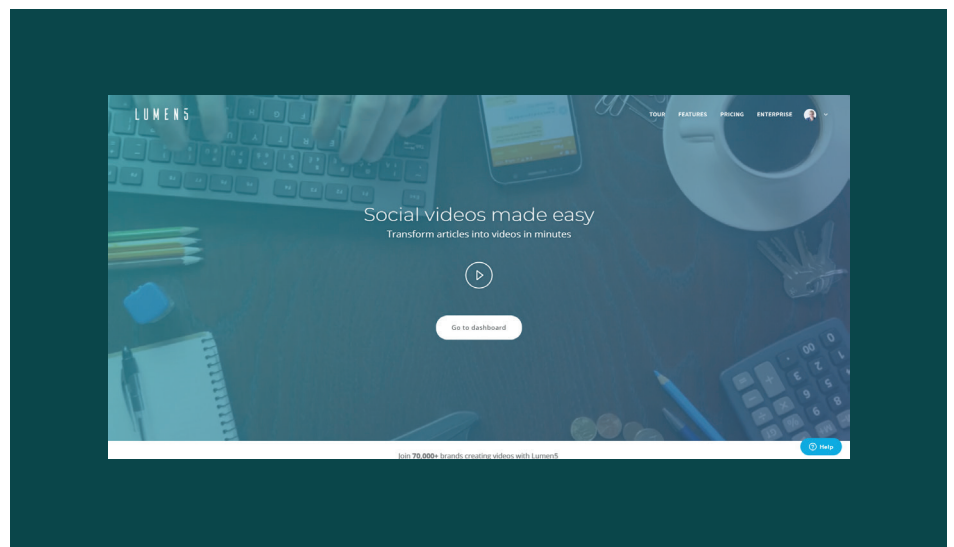 LUMEN5
TOUR FEATURES PRICING ENTERPRISE
Social videos made easy
Transform articles into videos in minutes
Go to dashboard
Help
Join 70,000+ brands creating videos with Lumen5